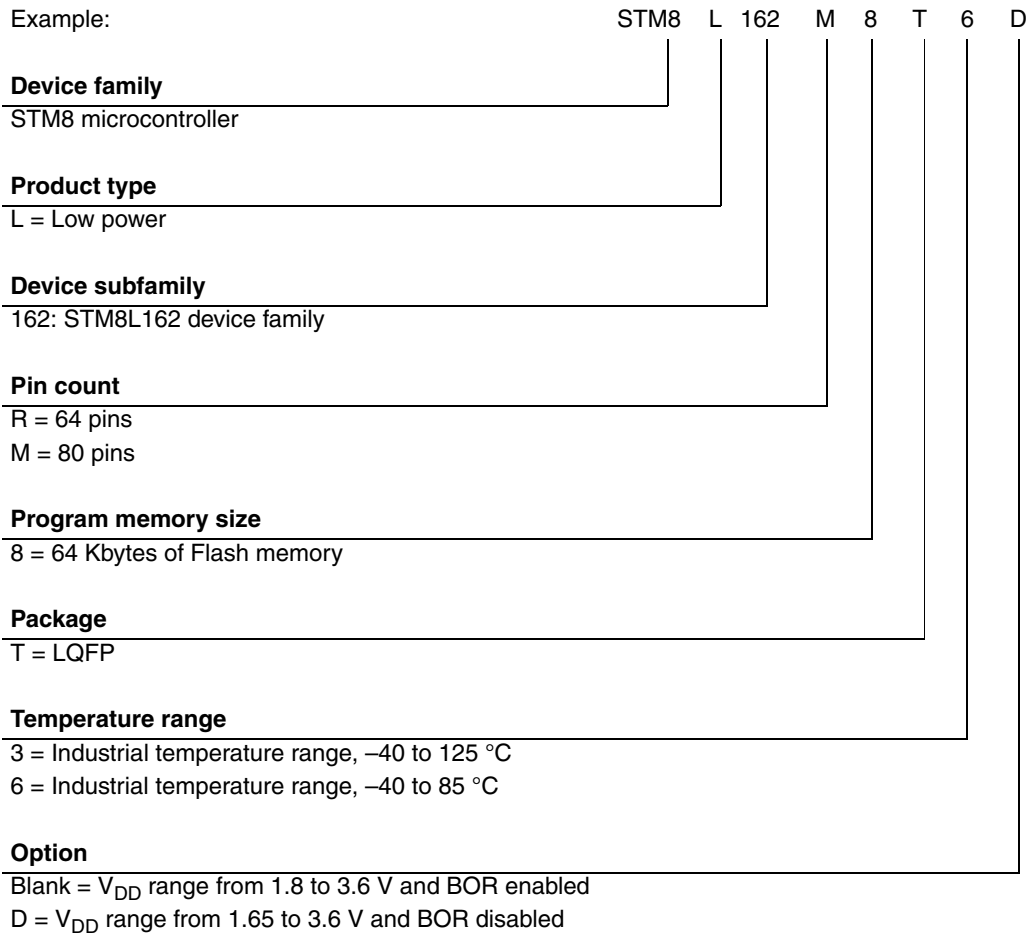 Example: STM8 L 162 M 8 T 6 D
Device family
STM8 microcontroller
Product type
L = Low power
Device subfamily
162: STM8L162 device family
Pin count
R = 64 pins
M = 80 pins
Program memory size
8 = 64 Kbytes of Flash memory
Package
T = LQFP
Temperature range
3 = Industrial temperature range, –40 to 125 °C
6 = Industrial temperature range, –40 to 85 °C
Option
Blank = VDD range from 1.8 to 3.6 V and BOR enabled
D = VDD range from 1.65 to 3.6 V and BOR disabled